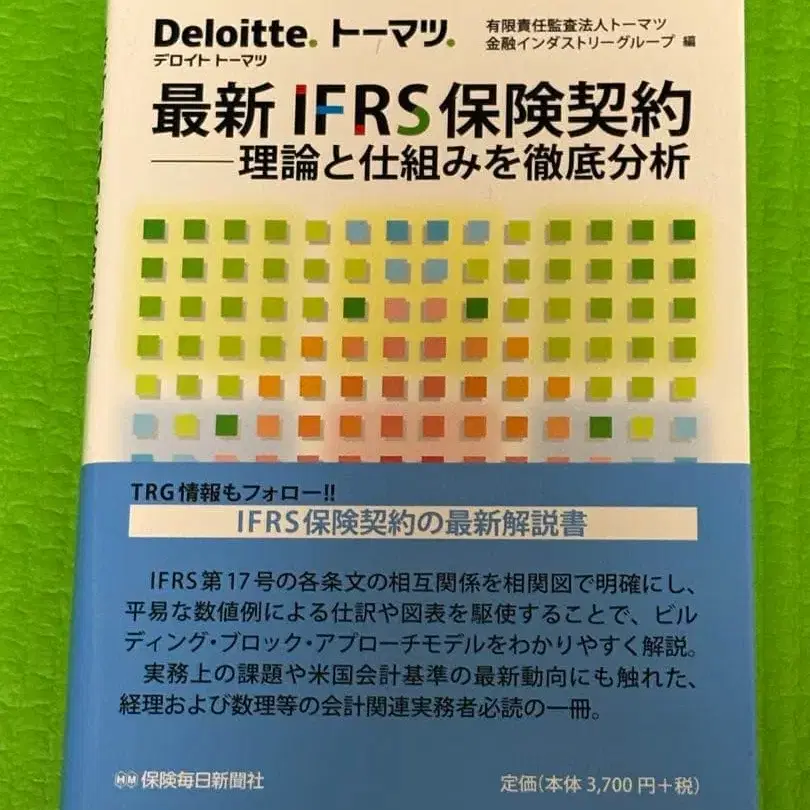 Deloitte. トーマツ.
デロイト トーマツ
有限責任監査法人トーマツ
金融インダストリーグループ 編
最新 IFRS 保険契約
――理論と仕組みを徹底分析
TRG情報もフォロー!!
IFRS保険契約の最新解説書
IFRS第17号の各条文の相互関係を相関図で明確にし、
平易な数値例による仕訳や図表を駆使することで、ビル
ディング・ブロック・アプローチモデルをわかりやすく解説。
実務上の課題や米国会計基準の最新動向にも触れた、
経理および数理等の会計関連実務者必読の一冊。
HM 保険毎日新聞社
定価(本体3,700円+税)